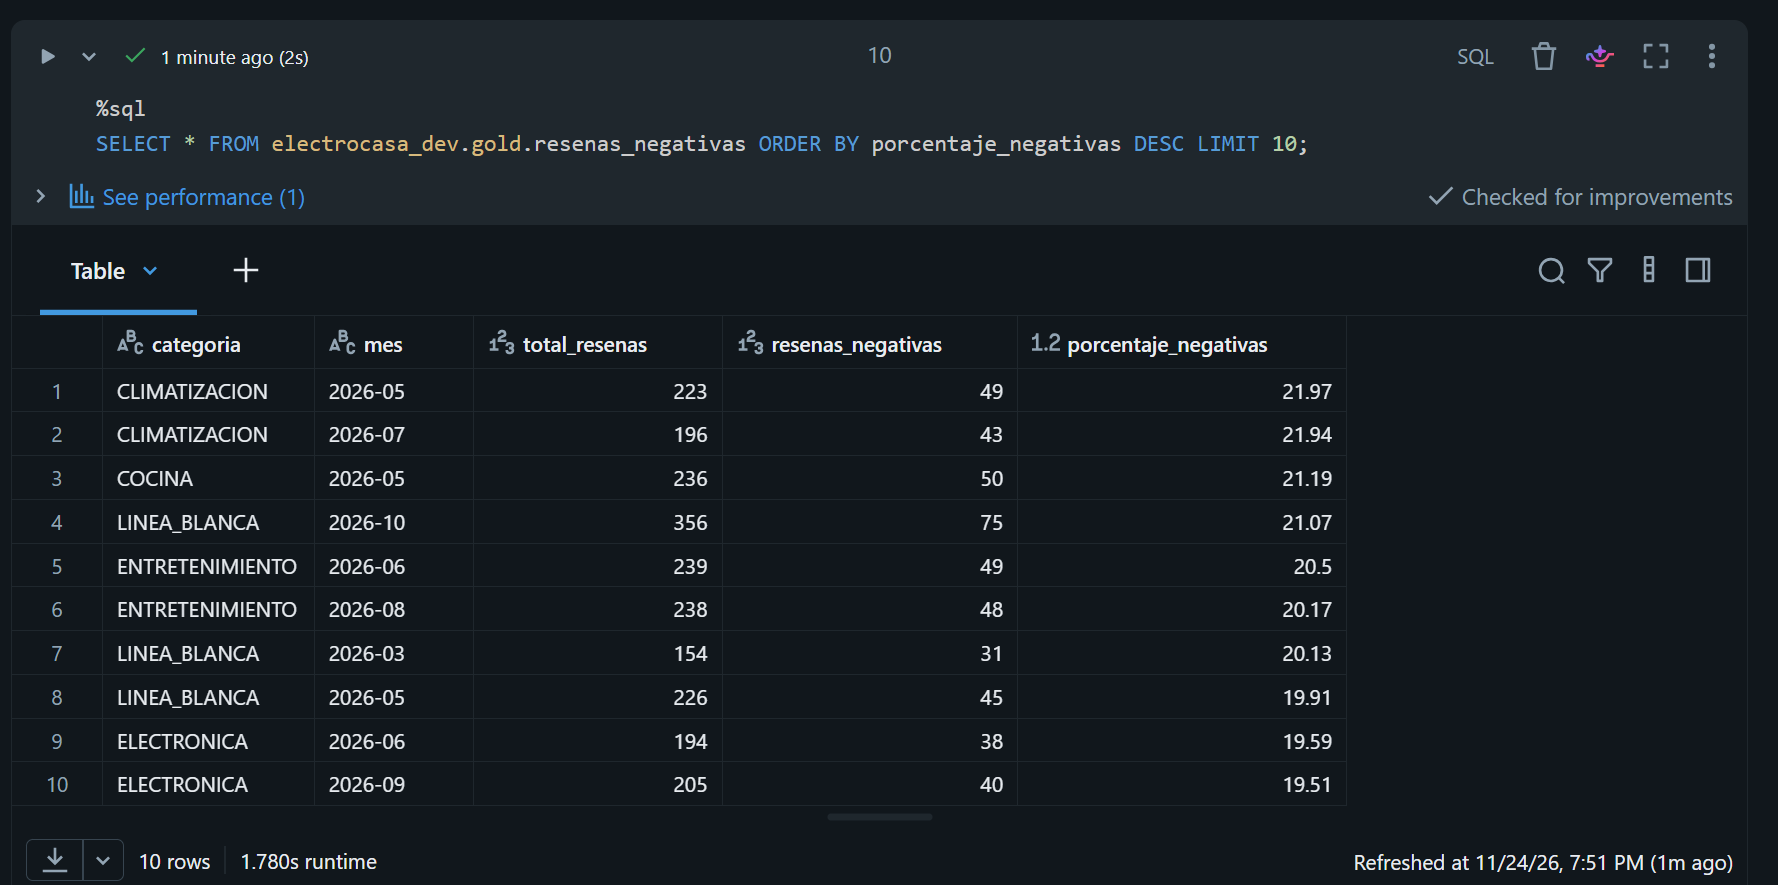 1 minute ago (2s)
10
SQL
%sql
SELECT * FROM electrocasa_dev.gold.resenas_negativas ORDER BY porcentaje_negativas DESC LIMIT 10;
See performance (1)
Checked for improvements
Table
categoria mes total_resenas resenas_negativas porcentaje_negativas
1 CLIMATIZACION 2026-05 223 49 21.97
2 CLIMATIZACION 2026-07 196 43 21.94
3 COCINA 2026-05 236 50 21.19
4 LINEA_BLANCA 2026-10 356 75 21.07
5 ENTRETENIMIENTO 2026-06 239 49 20.5
6 ENTRETENIMIENTO 2026-08 238 48 20.17
7 LINEA_BLANCA 2026-03 154 31 20.13
8 LINEA_BLANCA 2026-05 226 45 19.91
9 ELECTRONICA 2026-06 194 38 19.59
10 ELECTRONICA 2026-09 205 40 19.51
10 rows
1.780s runtime
Refreshed at 11/24/26, 7:51 PM (1m ago)